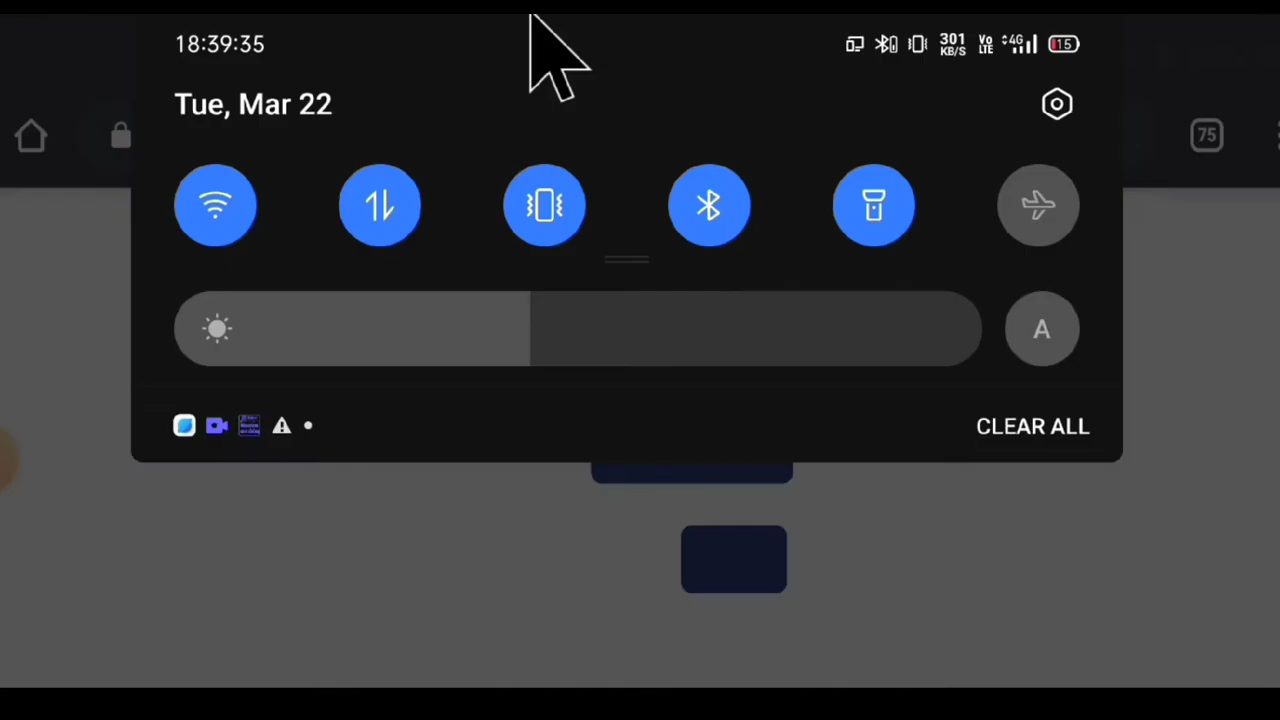 18:39:35
301 KB/S Vo LTE 4G 15
Tue, Mar 22
75
A
CLEAR ALL